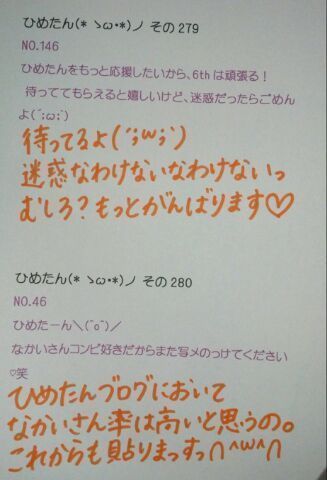 ひめたん(* ゝω･*)ノ その279
NO.146
ひめたんをもっと応援したいから、6thは頑張る！
待っててもらえると嬉しいけど、迷惑だったらごめん
よ(´;ω;`)
待ってるよ(´;ω;`)
迷惑なわけないなわけないっ
むしろ？もっとがんばります♡
ひめたん(* ゝω･*)ノ その280
NO.46
ひめたーん＼(^o^)／
なかいさんコンビ好きだからまた写メのっけてください
♡笑
ひめたんブログにおいて
なかいさん率は高いと思うの。
これからも貼りまっすっ∩^ω^∩